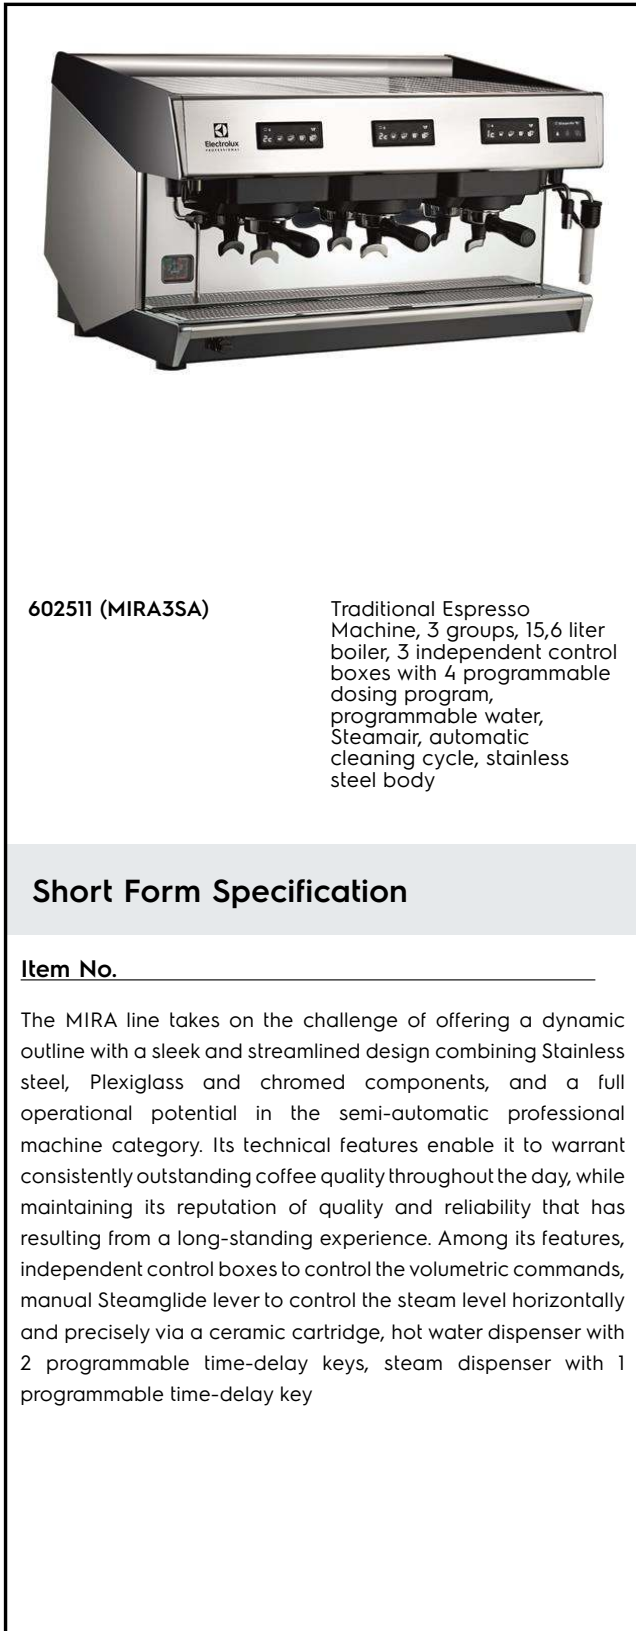 Electrolux
PROFESSIONAL
602511 (MIRA3SA)
Traditional Espresso
Machine, 3 groups, 15,6 liter
boiler, 3 independent control
boxes with 4 programmable
dosing program,
programmable water,
Steamair, automatic
cleaning cycle, stainless
steel body
Short Form Specification
Item No.
The MIRA line takes on the challenge of offering a dynamic
outline with a sleek and streamlined design combining Stainless
steel, Plexiglass and chromed components, and a full
operational potential in the semi-automatic professional
machine category. Its technical features enable it to warrant
consistently outstanding coffee quality throughout the day, while
maintaining its reputation of quality and reliability that has
resulting from a long-standing experience. Among its features,
independent control boxes to control the volumetric commands,
manual Steamglide lever to control the steam level horizontally
and precisely via a ceramic cartridge, hot water dispenser with
2 programmable time-delay keys, steam dispenser with 1
programmable time-delay key